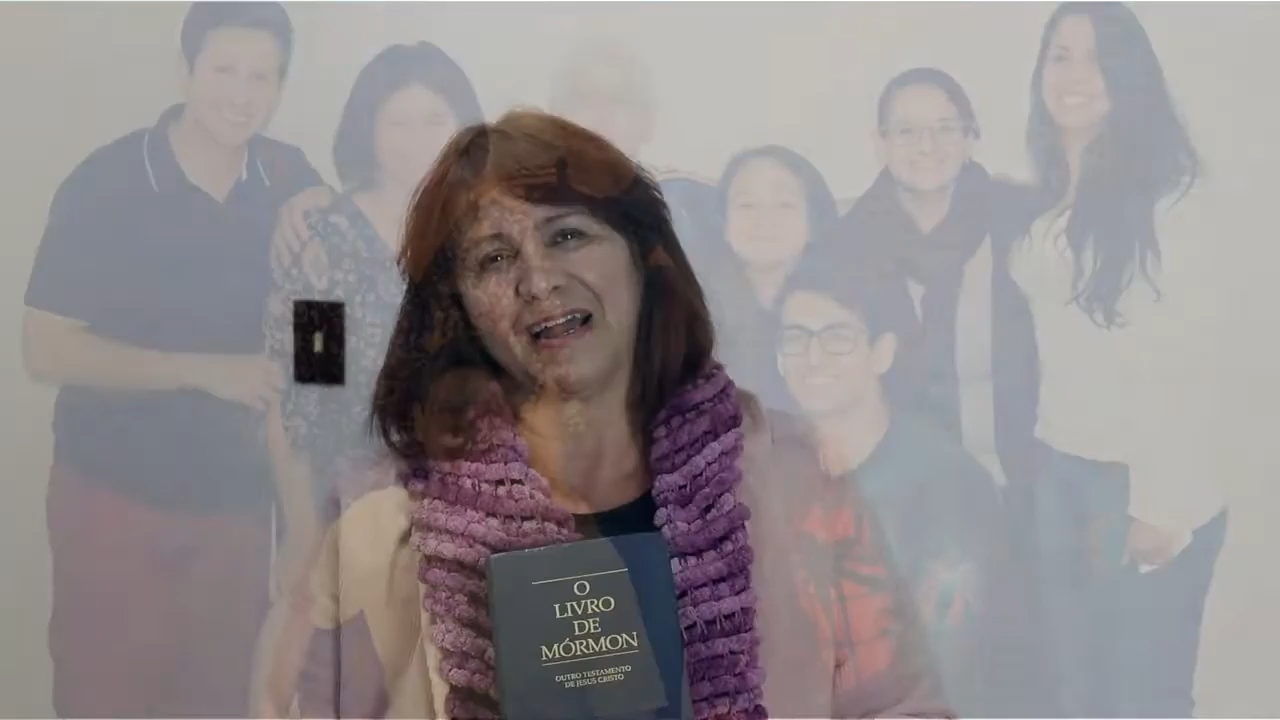 O
LIVRO
DE
MÓRMON
OUTRO TESTAMENTO
DE JESUS CRISTO